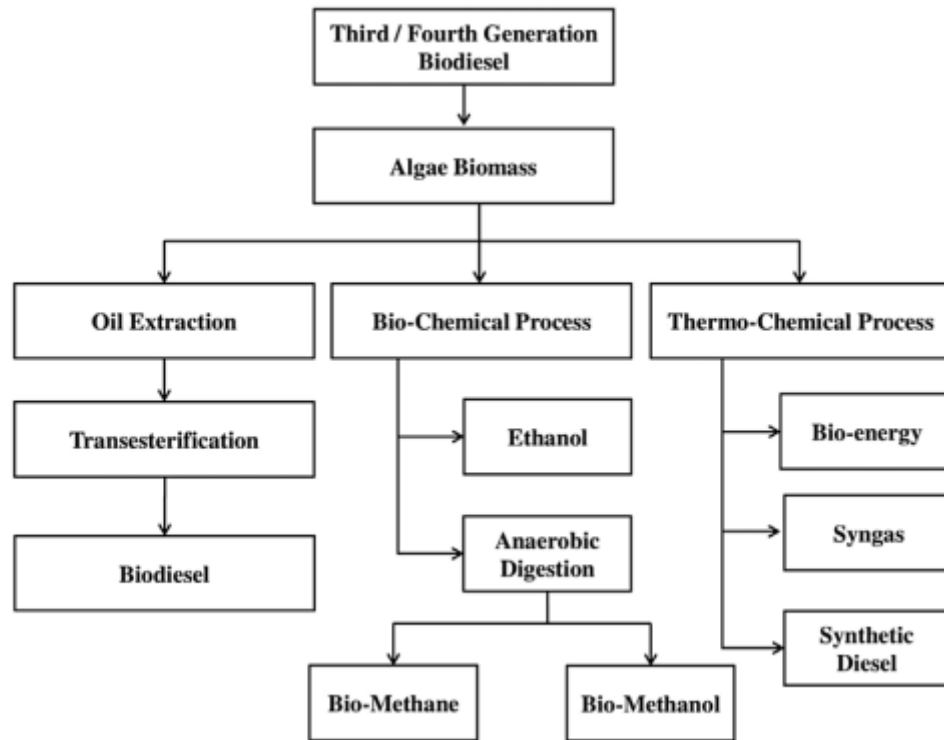 Third / Fourth Generation
Biodiesel
Algae Biomass
Oil Extraction
Bio-Chemical Process
Thermo-Chemical Process
Transesterification
Ethanol
Bio-energy
Biodiesel
Anaerobic
Digestion
Syngas
Synthetic
Diesel
Bio-Methane
Bio-Methanol